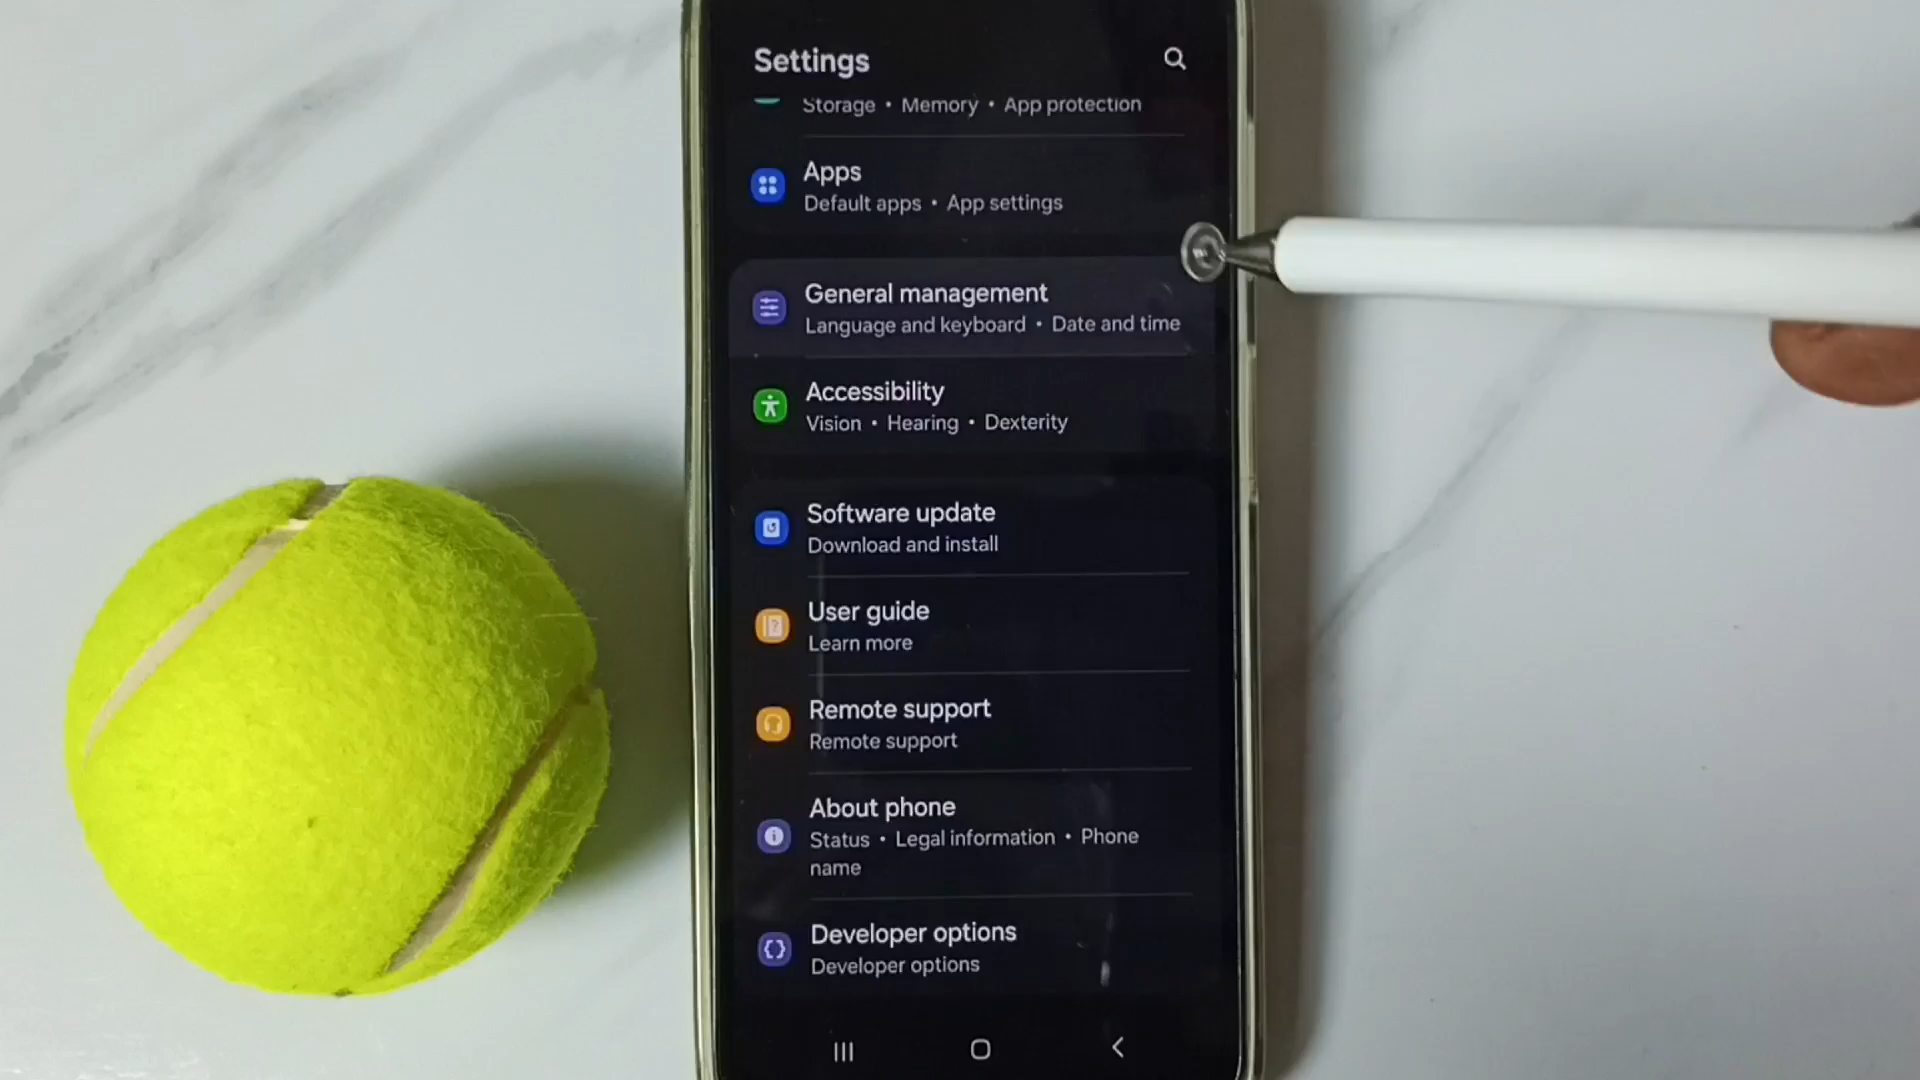 Settings
Storage • Memory • App protection
Apps
Default apps • App settings
General management
Language and keyboard • Date and time
Accessibility
Vision • Hearing • Dexterity
Software update
Download and install
User guide
Learn more
Remote support
Remote support
About phone
Status • Legal information • Phone
name
Developer options
Developer options